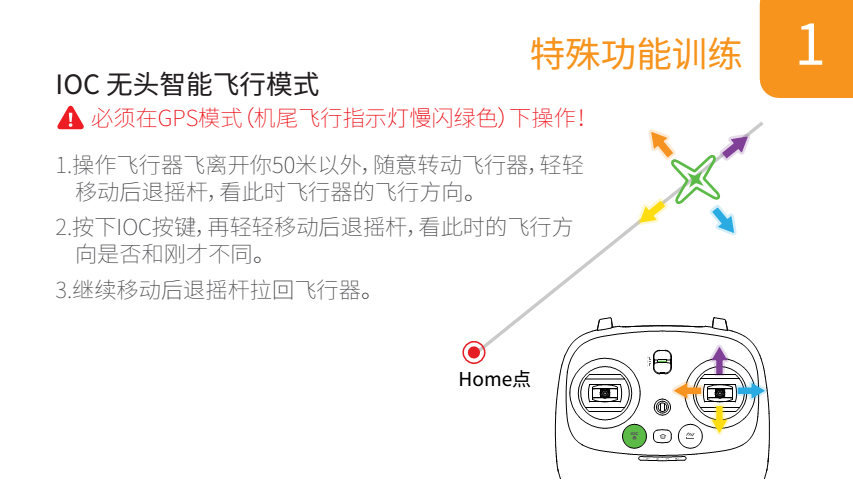 特殊功能训练
1
IOC 无头智能飞行模式
必须在GPS模式(机尾飞行指示灯慢闪绿色)下操作!
1.操作飞行器飞离开你50米以外,随意转动飞行器,轻轻
移动后退摇杆,看此时飞行器的飞行方向。
2.按下IOC按键,再轻轻移动后退摇杆,看此时的飞行方
向是否和刚才不同。
3.继续移动后退摇杆拉回飞行器。
Home点